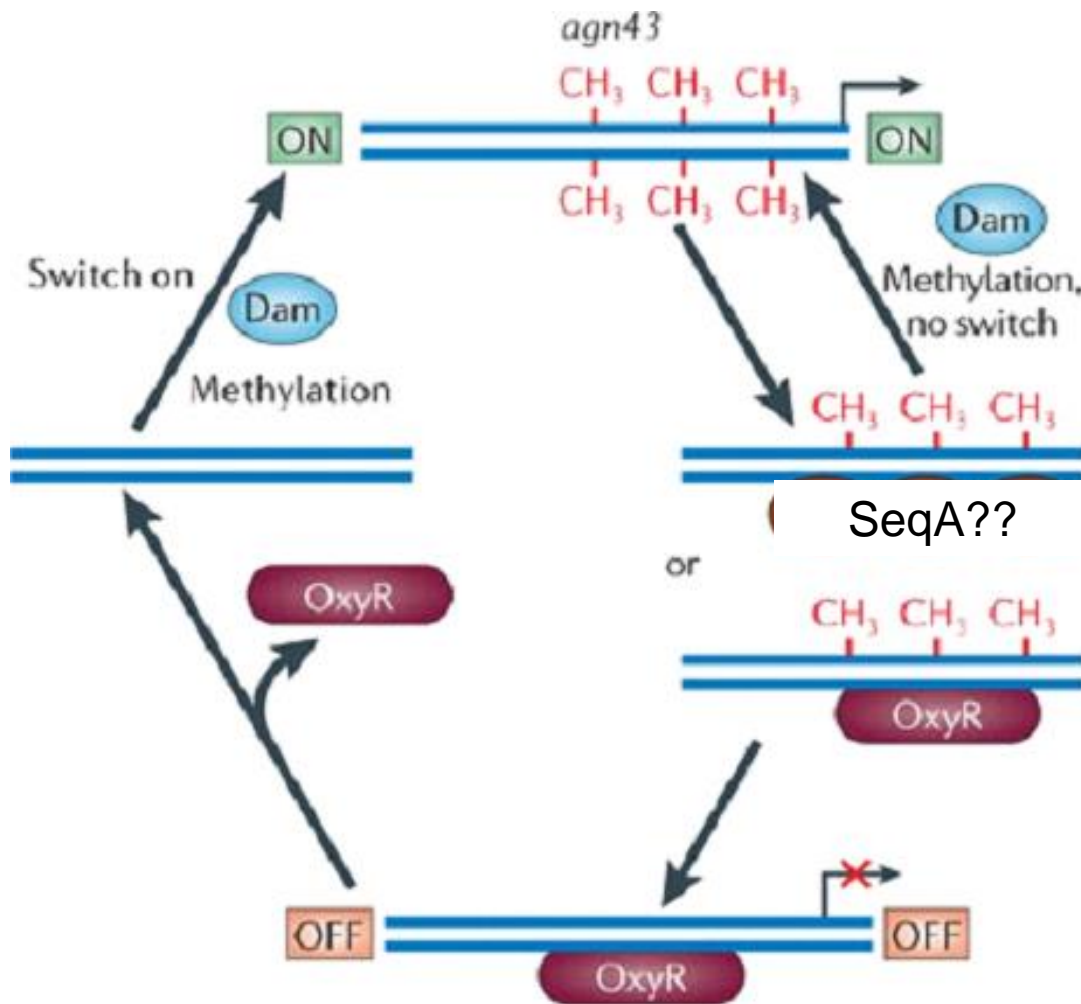 agn43
CH3 CH3 CH3
ON
ON
CH3 CH3 CH3
Dam
Switch on
Methylation,
no switch
Dam
Methylation
CH3 CH3 CH3
SeqA??
or
OxyR
CH3 CH3 CH3
OxyR
OFF
OFF
OxyR